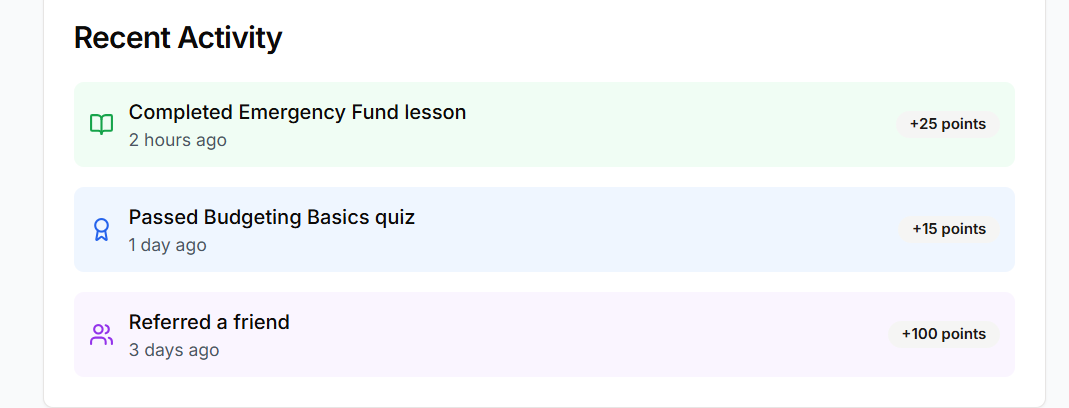 Recent Activity
Completed Emergency Fund lesson
2 hours ago
+25 points
Passed Budgeting Basics quiz
1 day ago
+15 points
Referred a friend
3 days ago
+100 points